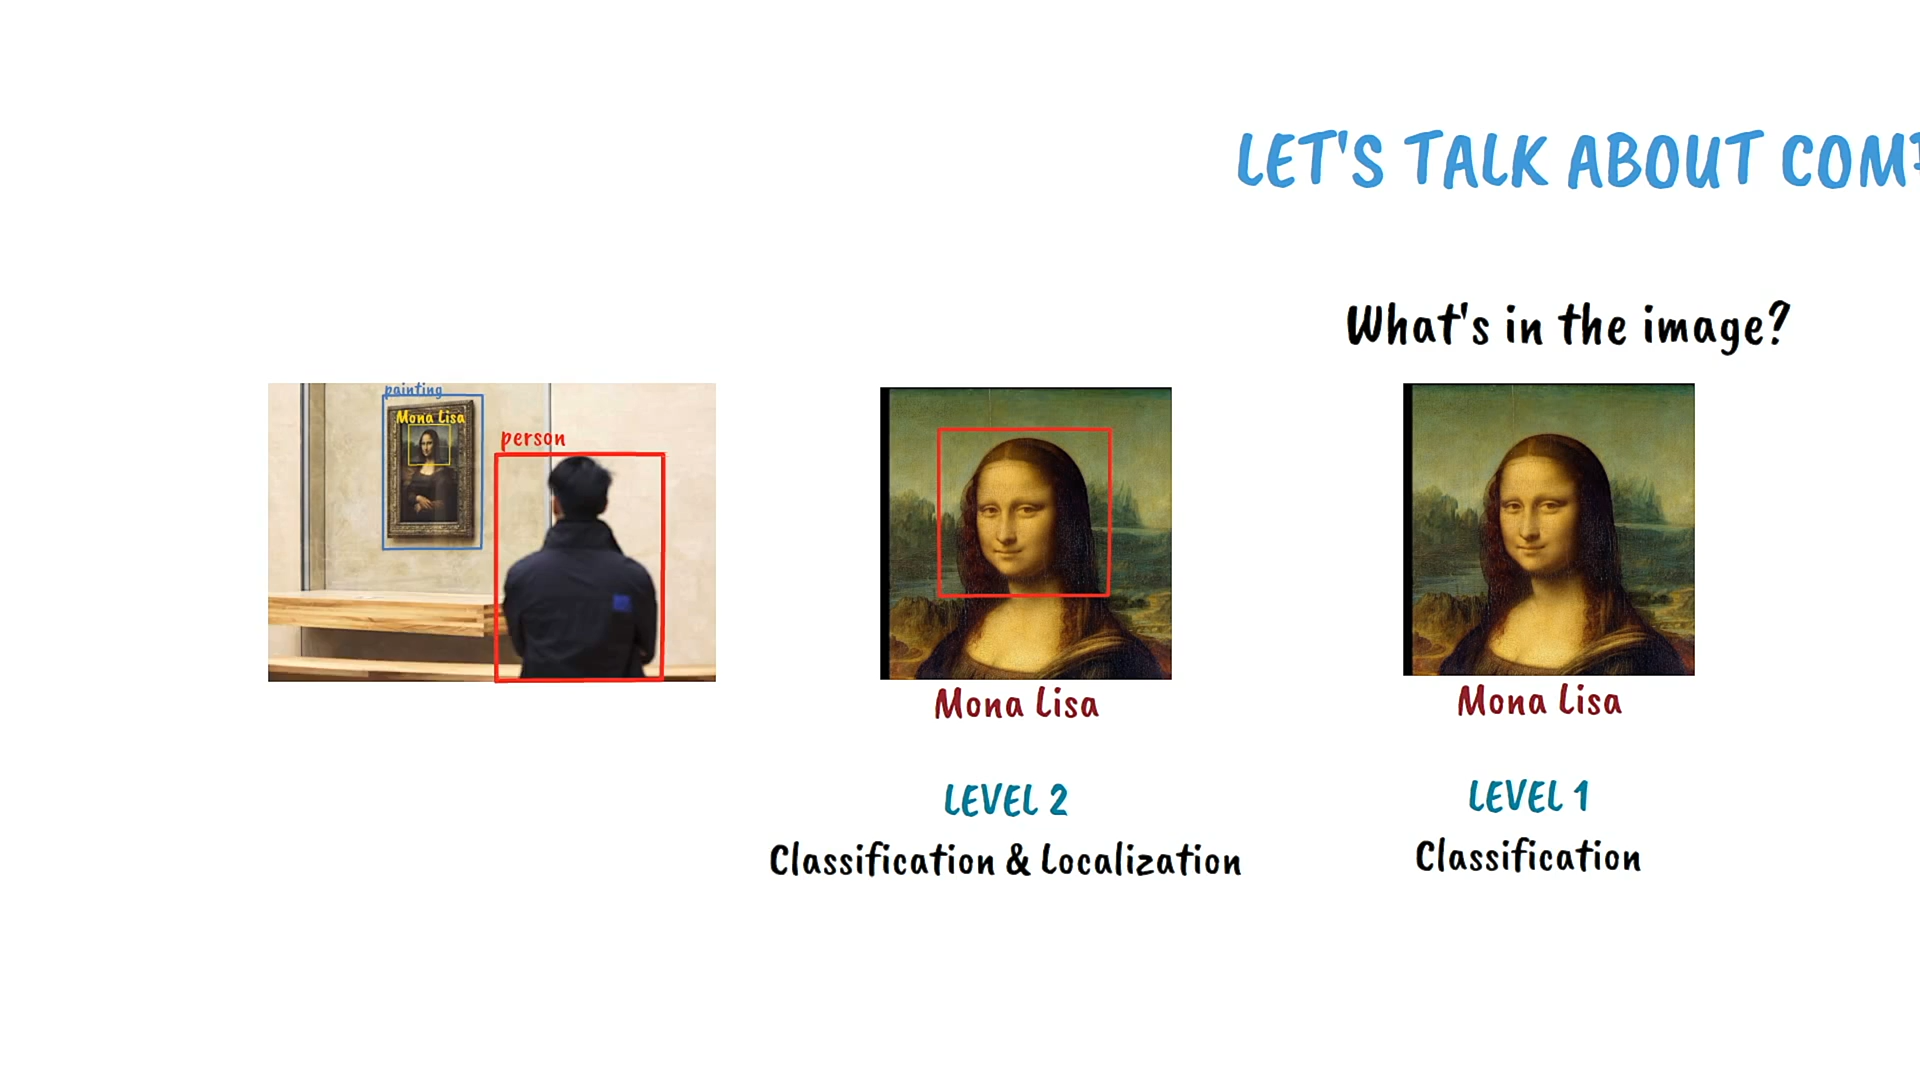 LET'S TALK ABOUT
What's in the image?
painting
Mona Lisa
person
Mona Lisa
Mona Lisa
LEVEL 2
Classification & Localization
LEVEL 1
Classification